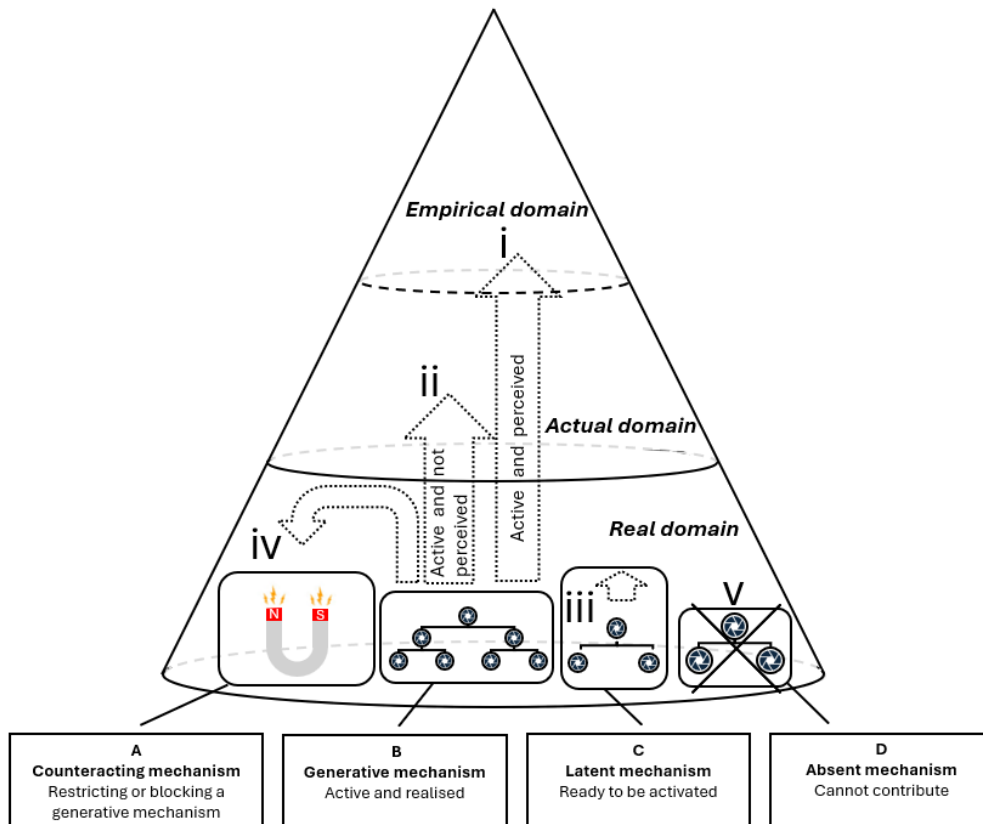 Empirical domain
i
ii
Active and perceived
Actual domain
Active and not
perceived
Real domain
iv
N
S
iii
v
A
Counteracting mechanism
Restricting or blocking a
generative mechanism
B
Generative mechanism
Active and realised
C
Latent mechanism
Ready to be activated
D
Absent mechanism
Cannot contribute